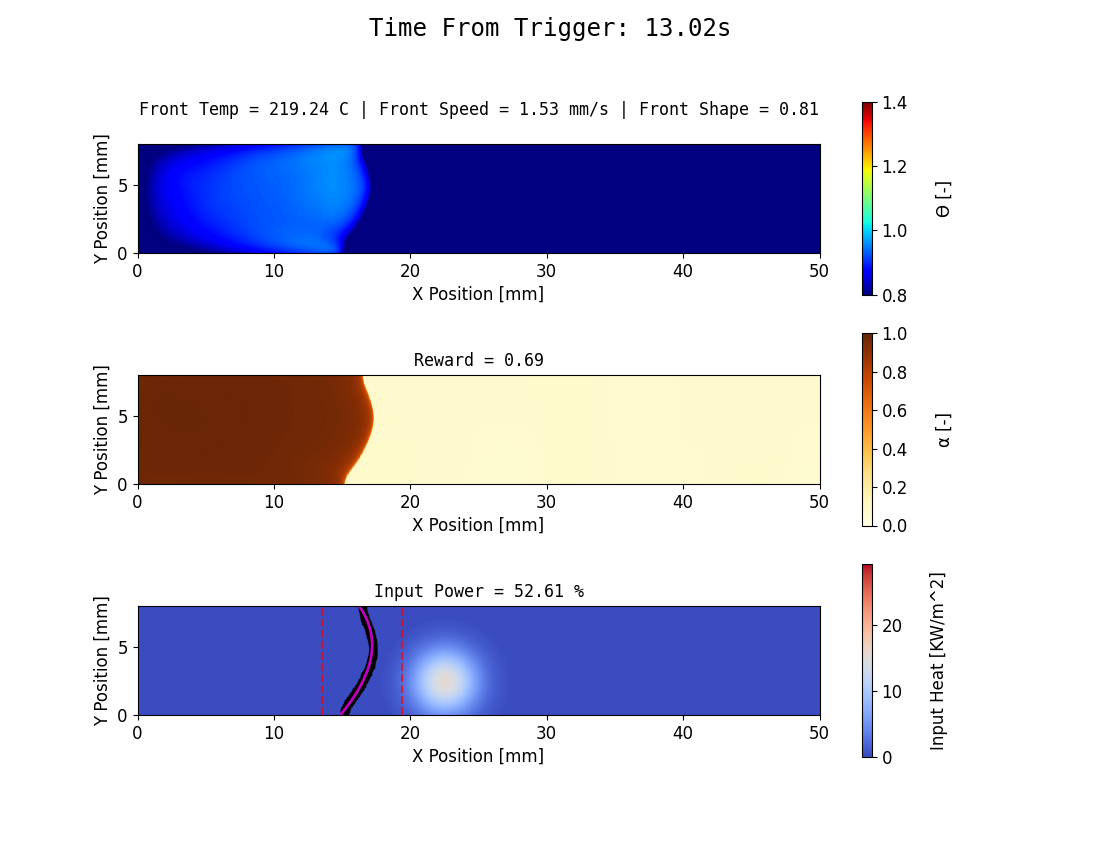 Time From Trigger: 13.02s
Front Temp = 219.24 C | Front Speed = 1.53 mm/s | Front Shape = 0.81
Y Position [mm]
5
0
0 10 20 30 40 50
X Position [mm]
1.4
1.2
1.0
0.8
Θ [-]
Reward = 0.69
Y Position [mm]
5
0
0 10 20 30 40 50
X Position [mm]
1.0
0.8
0.6
0.4
0.2
0.0
α [-]
Input Power = 52.61 %
Y Position [mm]
5
0
0 10 20 30 40 50
X Position [mm]
20
10
0
Input Heat [KW/m^2]